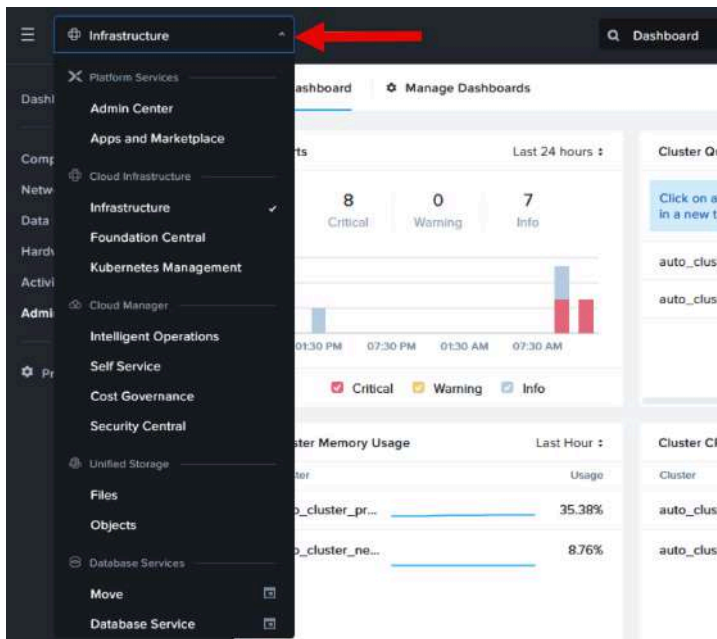 Infrastructure
Dashboard
Platform Services
Admin Center
Apps and Marketplace
Cloud Infrastructure
Infrastructure
Foundation Central
Kubernetes Management
Cloud Manager
Intelligent Operations
Self Service
Cost Governance
Security Central
Unified Storage
Files
Objects
Database Services
Move
Database Service
Manage Dashboards
Last 24 hours
8 0 7
Critical Warning Info
01:30 PM 07:30 PM 01:30 AM 07:30 AM
Critical Warning Info
Memory Usage Last Hour
Usage
35.38%
8.76%
Cluster
Click on a
in a new
auto_clus
auto_clus
Cluster
Cluster
auto_clus
auto_clus